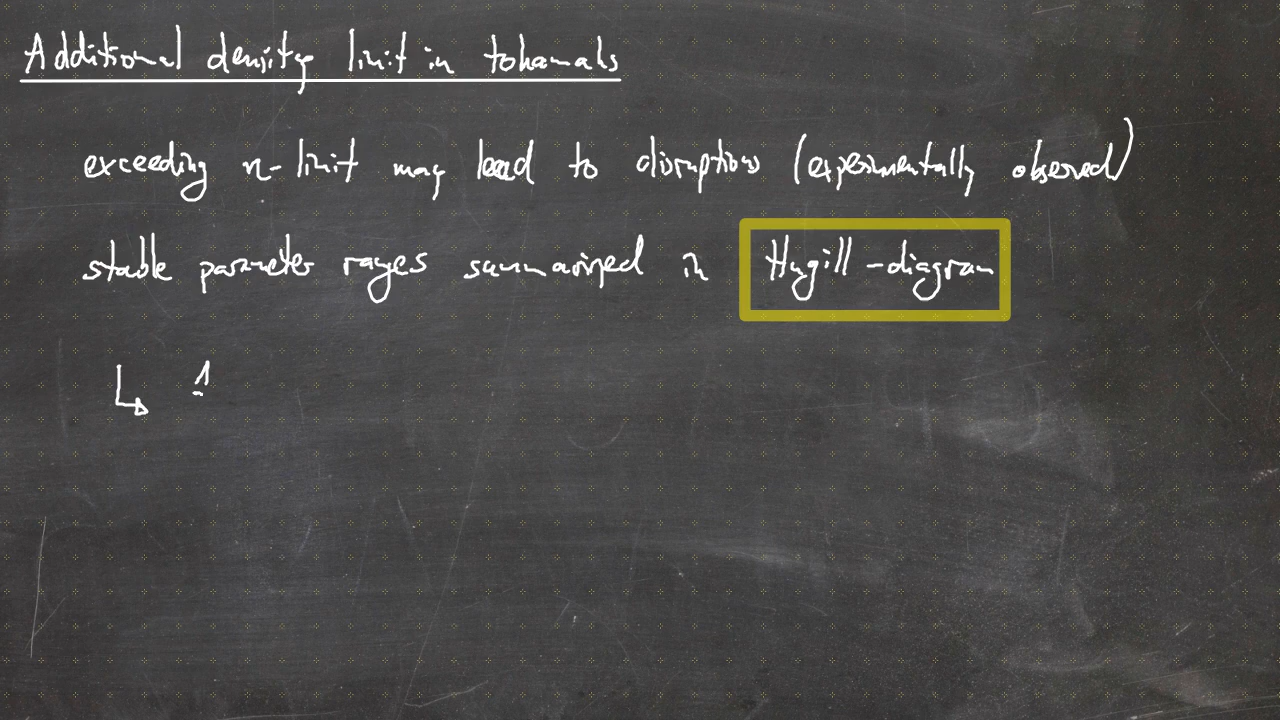 Additional density limit in tokamaks
exceeding n-limit may lead to disruptions (experimentally observed)
stable parameter ranges summarized in Hugill-diagram
↳ 1